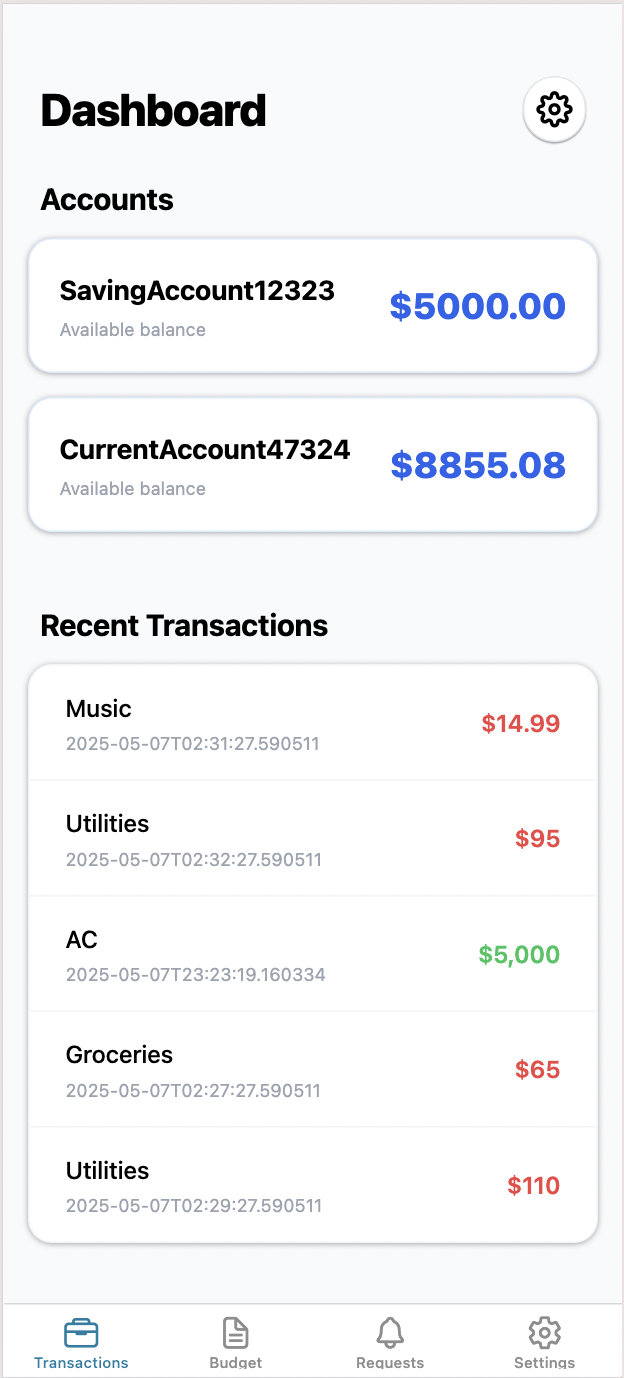 Dashboard
Accounts
SavingAccount12323
$5000.00
Available balance
CurrentAccount47324
$8855.08
Available balance
Recent Transactions
Music
$14.99
2025-05-07T02:31:27.590511
Utilities
$95
2025-05-07T02:32:27.590511
AC
$5,000
2025-05-07T23:23:19.160334
Groceries
$65
2025-05-07T02:27:27.590511
Utilities
$110
2025-05-07T02:29:27.590511
Transactions Budget Requests Settings